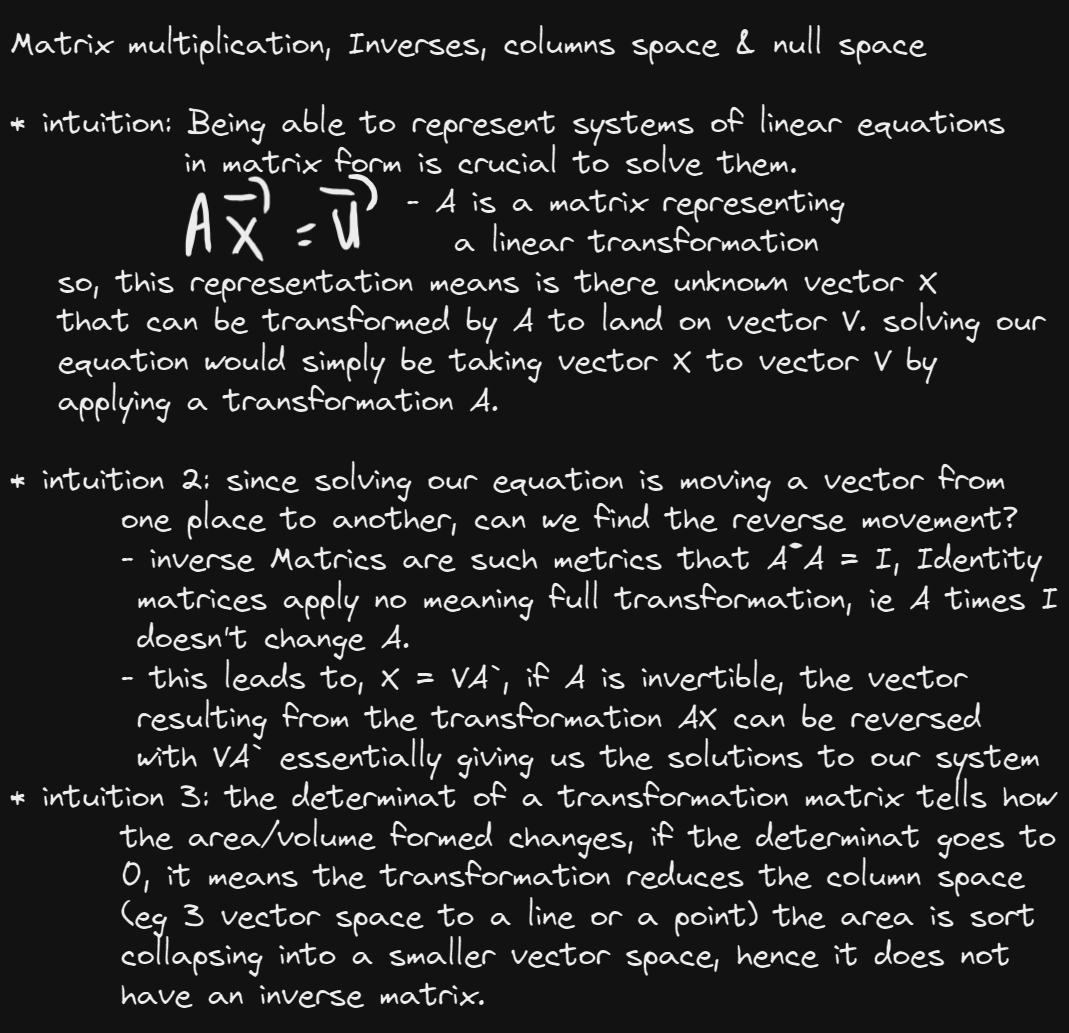 Matrix multiplication, Inverses, columns space & null space
* intuition: Being able to represent systems of linear equations
in matrix form is crucial to solve them.
A x⃗ = v⃗ - A is a matrix representing
a linear transformation
so, this representation means is there unknown vector X
that can be transformed by A to land on vector V. solving our
equation would simply be taking vector X to vector V by
applying a transformation A.
* intuition 2: since solving our equation is moving a vector from
one place to another, can we find the reverse movement?
- inverse Matrics are such metrics that A-A = I, Identity
matrices apply no meaning full transformation, ie A times I
doesn't change A.
- this leads to, X = VA`, if A is invertible, the vector
resulting from the transformation AX can be reversed
with VA` essentially giving us the solutions to our system
* intuition 3: the determinat of a transformation matrix tells how
the area/volume formed changes, if the determinat goes to
0, it means the transformation reduces the column space
(eg 3 vector space to a line or a point) the area is sort
collapsing into a smaller vector space, hence it does not
have an inverse matrix.